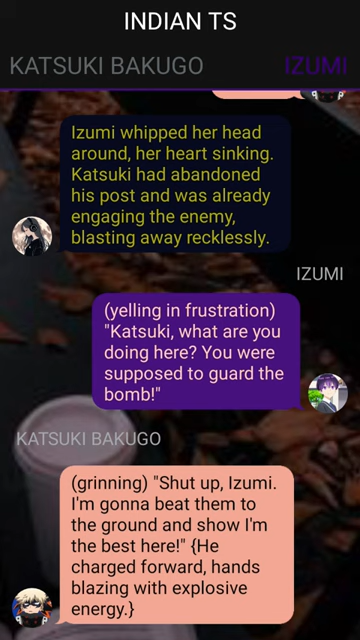 INDIAN TS
KATSUKI BAKUGO IZUMI
Izumi whipped her head
around, her heart sinking.
Katsuki had abandoned
his post and was already
engaging the enemy,
blasting away recklessly.
IZUMI
(yelling in frustration)
"Katsuki, what are you
doing here? You were
supposed to guard the
bomb!"
KATSUKI BAKUGO
(grinning) "Shut up, Izumi.
I'm gonna beat them to
the ground and show I'm
the best here!" {He
charged forward, hands
blazing with explosive
energy.}